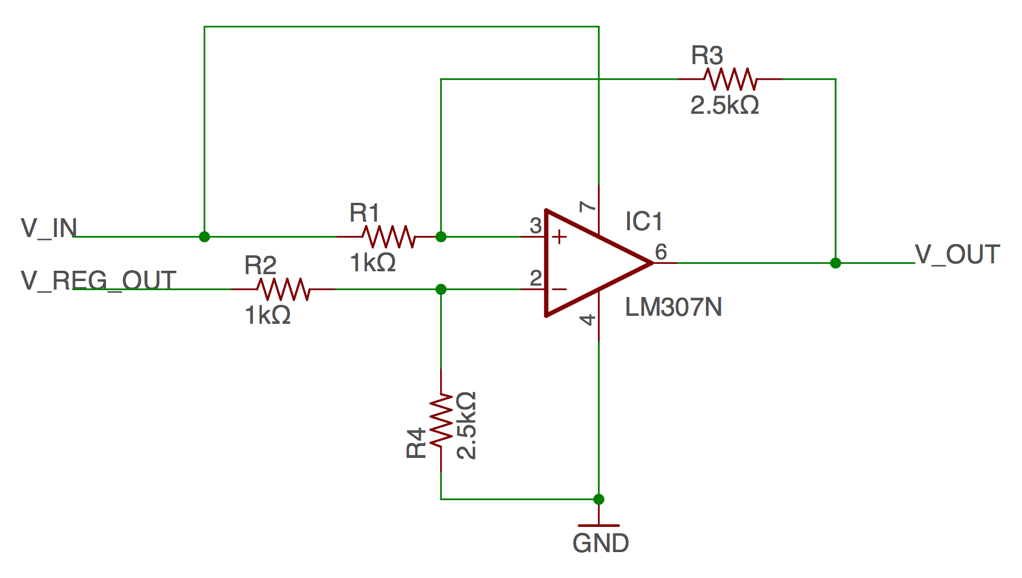 R3
2.5kΩ
7
V_IN
R1
1kΩ
3
+
IC1
6
V_OUT
V_REG_OUT
R2
1kΩ
2
−
4
LM307N
R4
2.5kΩ
GND